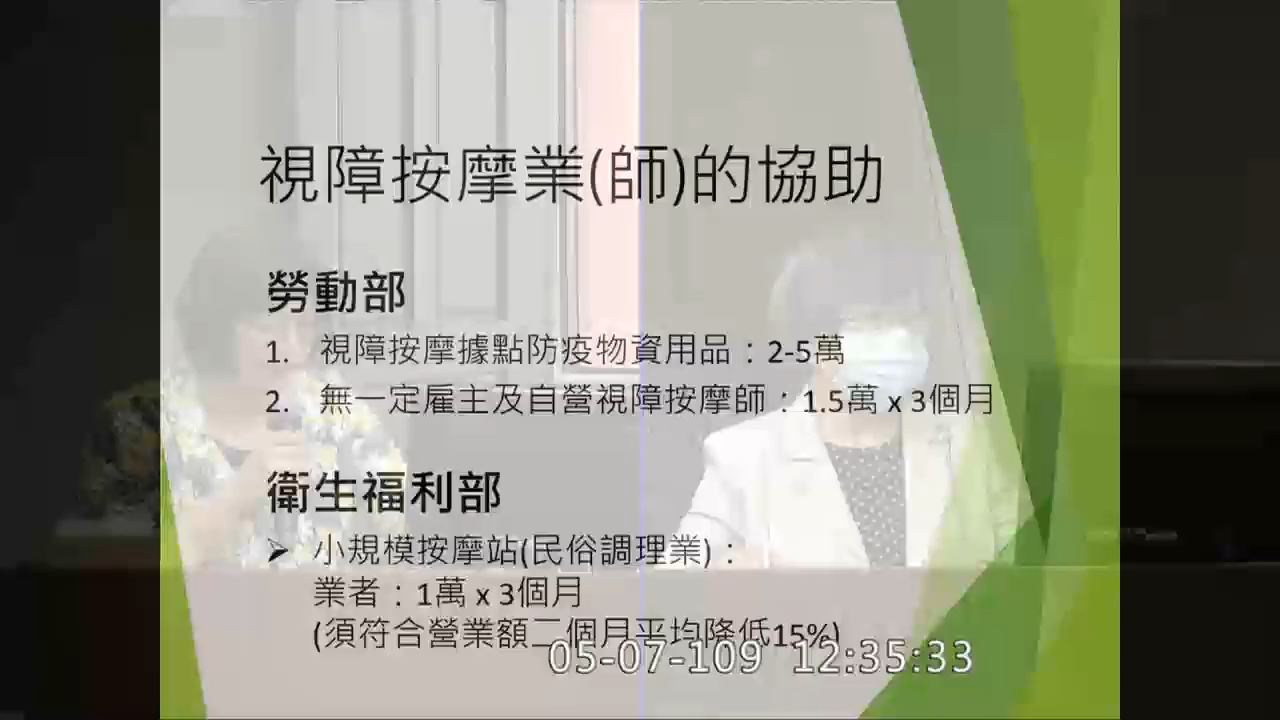 視障按摩業(師)的協助
勞動部
1. 視障按摩據點防疫物資用品：2-5萬
2. 無一定雇主及自營視障按摩師：1.5萬 x 3個月
衛生福利部
➢ 小規模按摩站(民俗調理業)：
業者：1萬 x 3個月
(須符合營業額二個月平均降低15%)
05-07-109 12:35:33